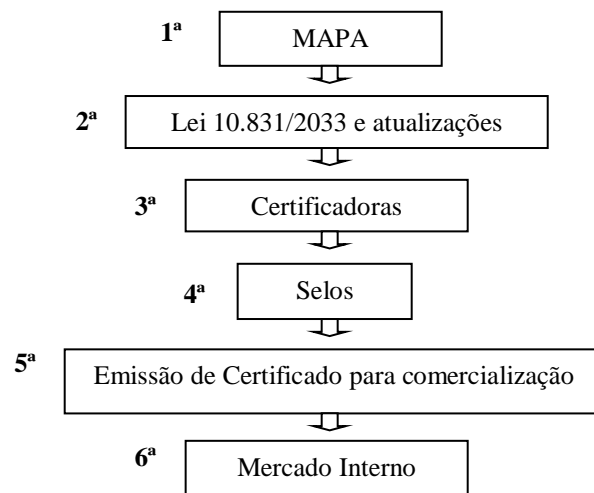 1ª MAPA
2ª Lei 10.831/2033 e atualizações
3ª Certificadoras
4ª Selos
5ª Emissão de Certificado para comercialização
6ª Mercado Interno